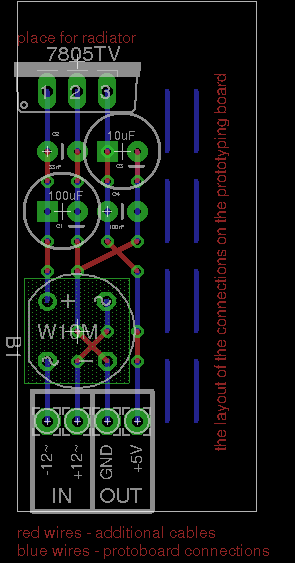 place for radiator
7805TV
1 2 3
10uF
C2
C3
33nF
C4
100uF
C1
100nF
W10M
B1
-12~
+12~
GND
+5V
IN
OUT
the layout of the connections on the prototyping board
red wires - additional cables
blue wires - protoboard connections